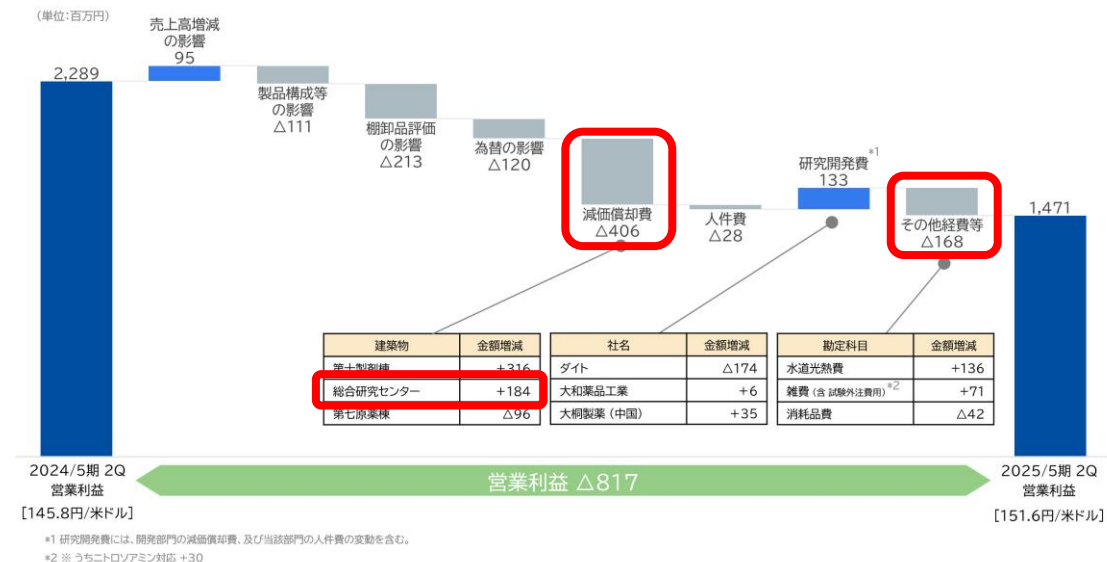 (単位:百万円)
2,289
売上高増減
の影響
95
製品構成等
の影響
△111
棚卸品評価
の影響
△213
為替の影響
△120
減価償却費
△406
人件費
△28
研究開発費*1
133
その他経費等
△168
1,471
建築物 金額増減
第十製剤棟 +316
総合研究センター +184
第七原薬棟 △96
社名 金額増減
ダイト △174
大和薬品工業 +6
大桐製薬(中国) +35
勘定科目 金額増減
水道光熱費 +136
雑費(含 試験外注費用)*2 +71
消耗品費 △42
営業利益 △817
2024/5期 2Q
営業利益
[145.8円/米ドル]
2025/5期 2Q
営業利益
[151.6円/米ドル]
*1 研究開発費には、開発部門の減価償却費、及び当該部門の人件費の変動を含む。
*2 ※ うちニトロソアミン対応 +30